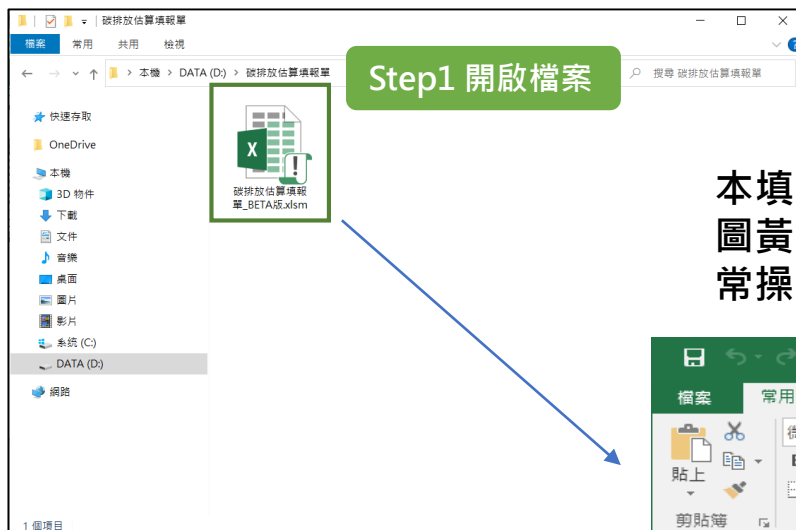 碳排放估算填報單
檔案 常用 共用 檢視
本機 > DATA (D:) > 碳排放估算填報單
搜尋 碳排放估算填報單
Step1 開啟檔案
快速存取
OneDrive
本機
3D 物件
下載
文件
音樂
桌面
圖片
影片
系統 (C:)
DATA (D:)
網路
1 個項目
碳排放估算填報
單_BETA版.xlsm
本填
圖黃
常操
檔案 常用
貼上
剪貼簿